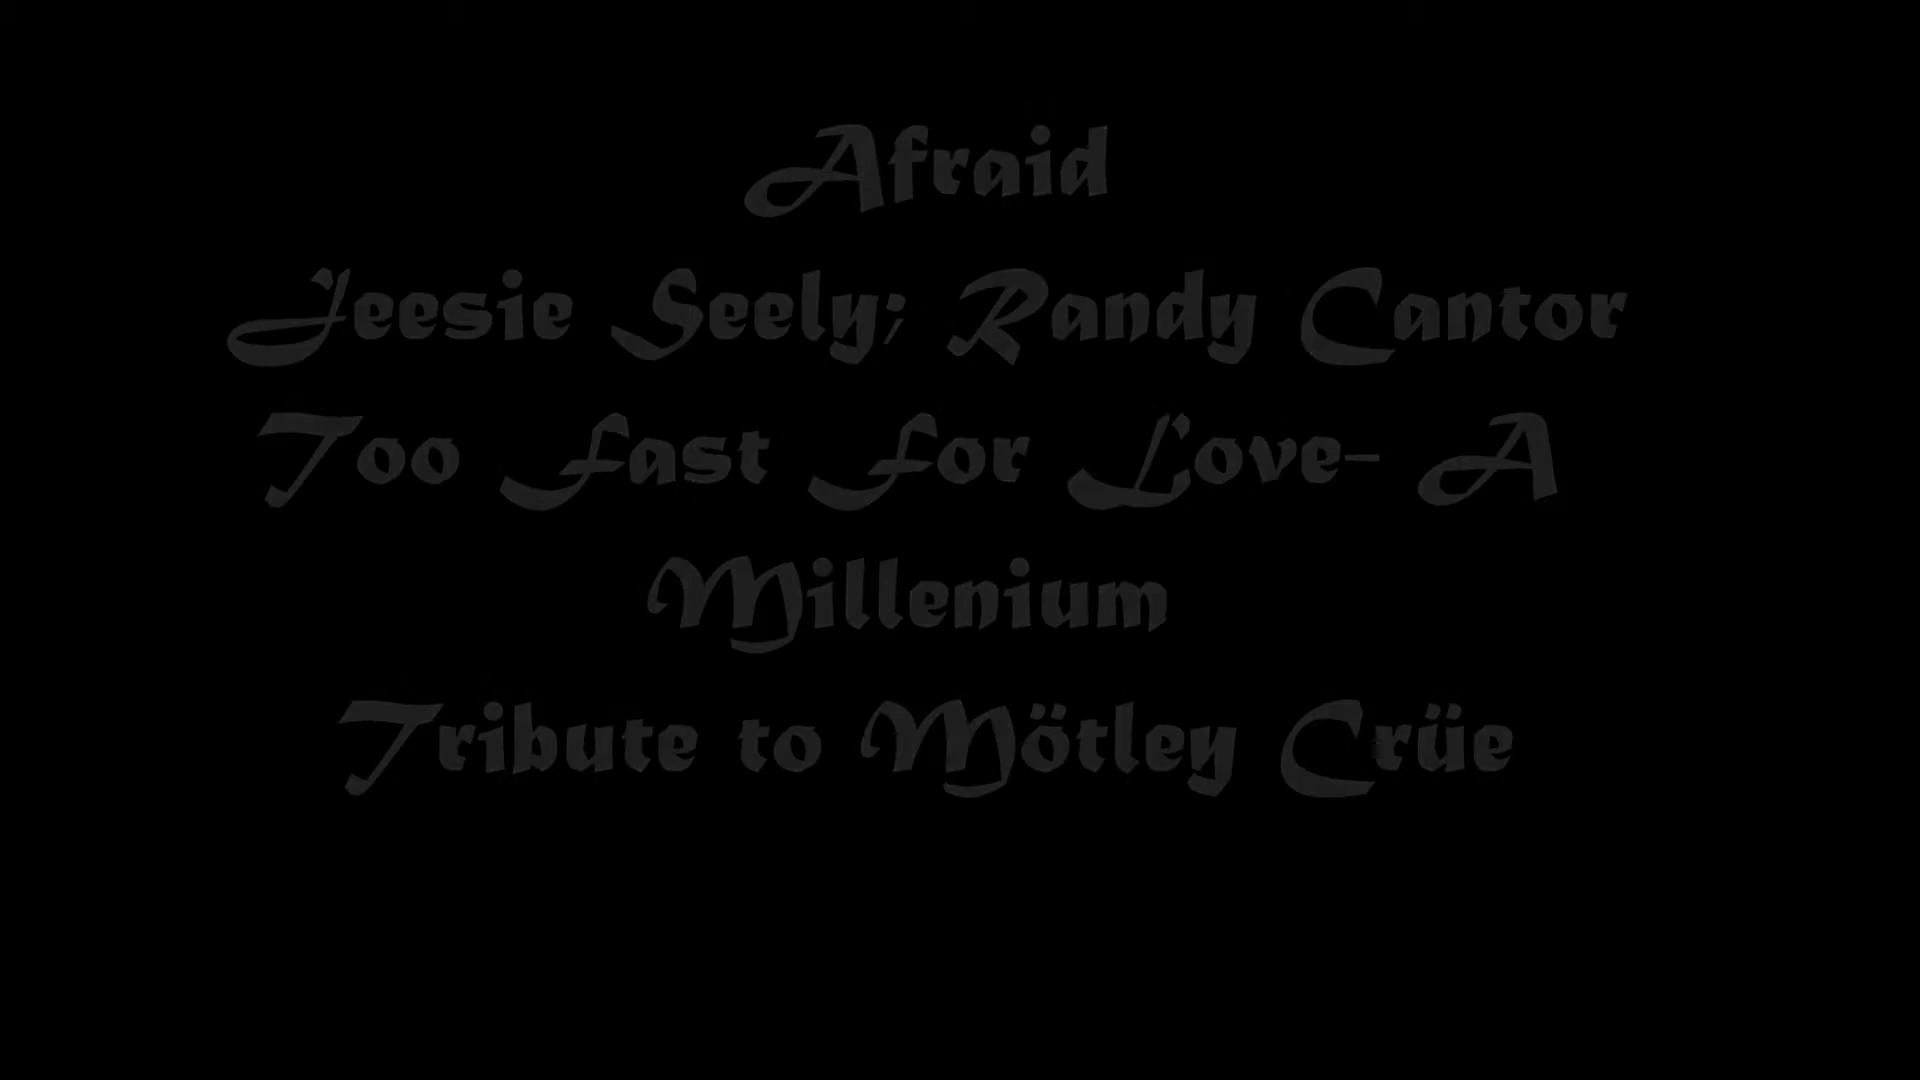 Afraid
Jeesie Seely; Randy Cantor
Too Fast For Love- A
Millenium
Tribute to Mötley Crüe